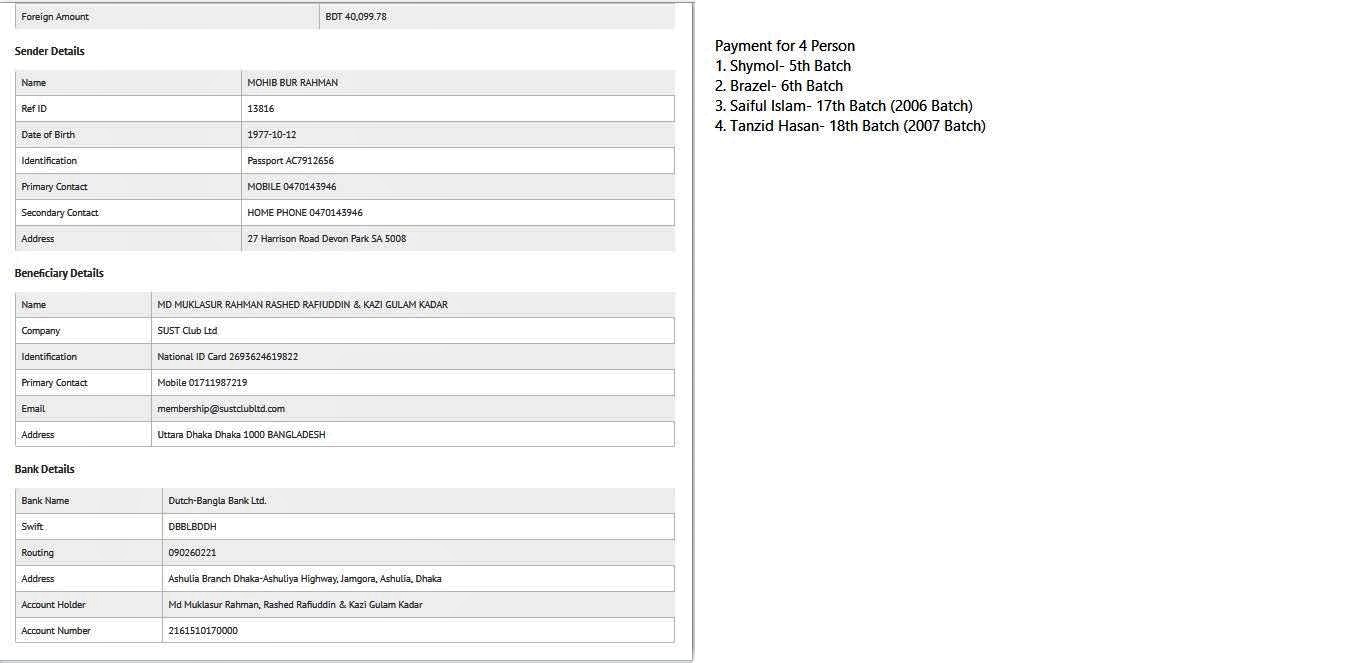 Foreign Amount BDT 40,099.78
Sender Details
Name MOHIB BUR RAHMAN
Ref ID 13816
Date of Birth 1977-10-12
Identification Passport AC7912656
Primary Contact MOBILE 0470143946
Secondary Contact HOME PHONE 0470143946
Address 27 Harrison Road Devon Park SA 5008
Beneficiary Details
Name MD MUKLASUR RAHMAN RASHED RAFIUDDIN & KAZI GULAM KADAR
Company SUST Club Ltd
Identification National ID Card 2693624619822
Primary Contact Mobile 01711987219
Email membership@sustclubltd.com
Address Uttara Dhaka Dhaka 1000 BANGLADESH
Bank Details
Bank Name Dutch-Bangla Bank Ltd.
Swift DBBLBDDH
Routing 090260221
Address Ashulia Branch Dhaka-Ashuliya Highway, Jamgora, Ashulia, Dhaka
Account Holder Md Muklasur Rahman, Rashed Rafiuddin & Kazi Gulam Kadar
Account Number 2161510170000
Payment for 4 Person
1. Shymol- 5th Batch
2. Brazel- 6th Batch
3. Saiful Islam- 17th Batch (2006 Batch)
4. Tanzid Hasan- 18th Batch (2007 Batch)